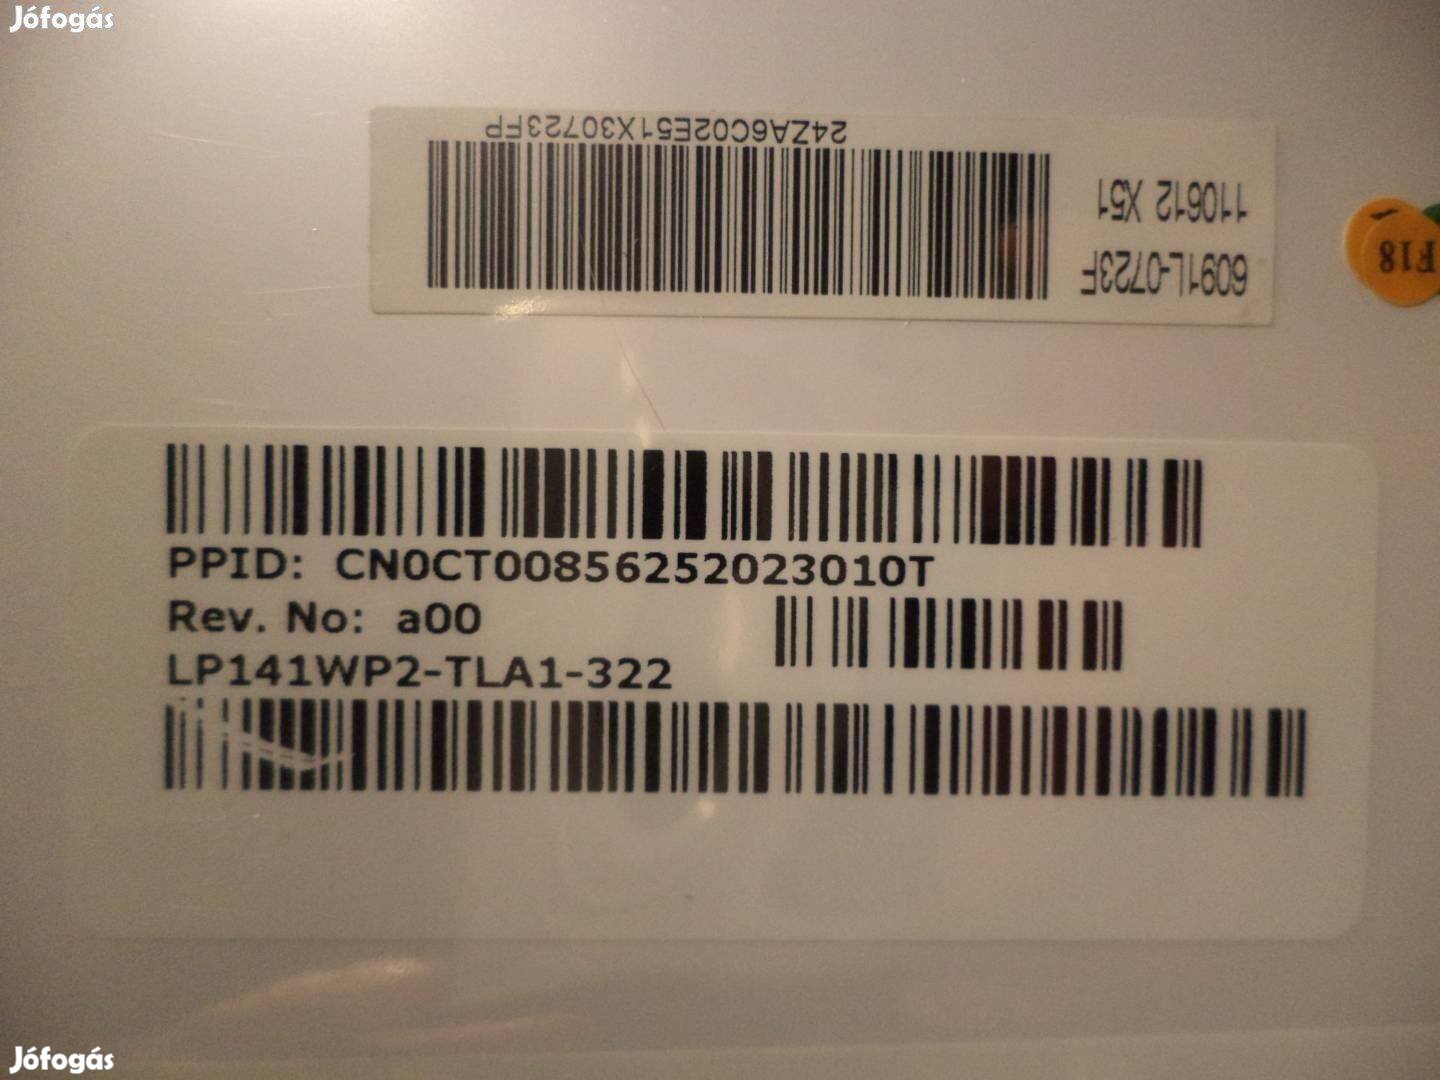 Jófogás
24ZA6C02E51X30723FP
110612 X51
6091L-0723F
F18
PPID: CN0CT00856252023010T
Rev. No: a00
LP141WP2-TLA1-322
Jófogás